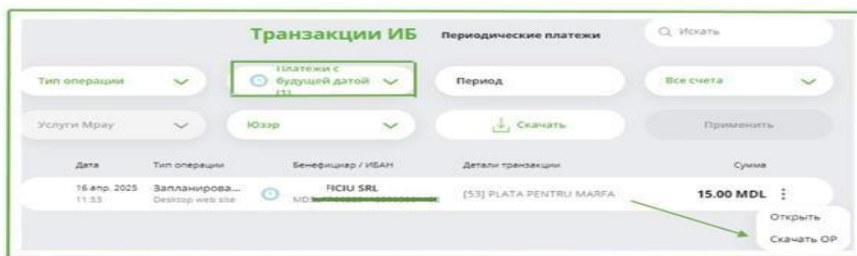 Транзакции ИБ Периодические платежи Искать
Тип операции
Платежи с
будущей датой
(1)
Период
Все счета
Услуги Mpay Юзэр Скачать Применить
Дата Тип операции Бенефициар / ИБАН Детали транзакции Сумма
16 апр. 2025 Запланирова... FICIU SRL [53] PLATA PENTRU MARFA 15.00 MDL
11:53 Desktop web site
Открыть
Скачать OP